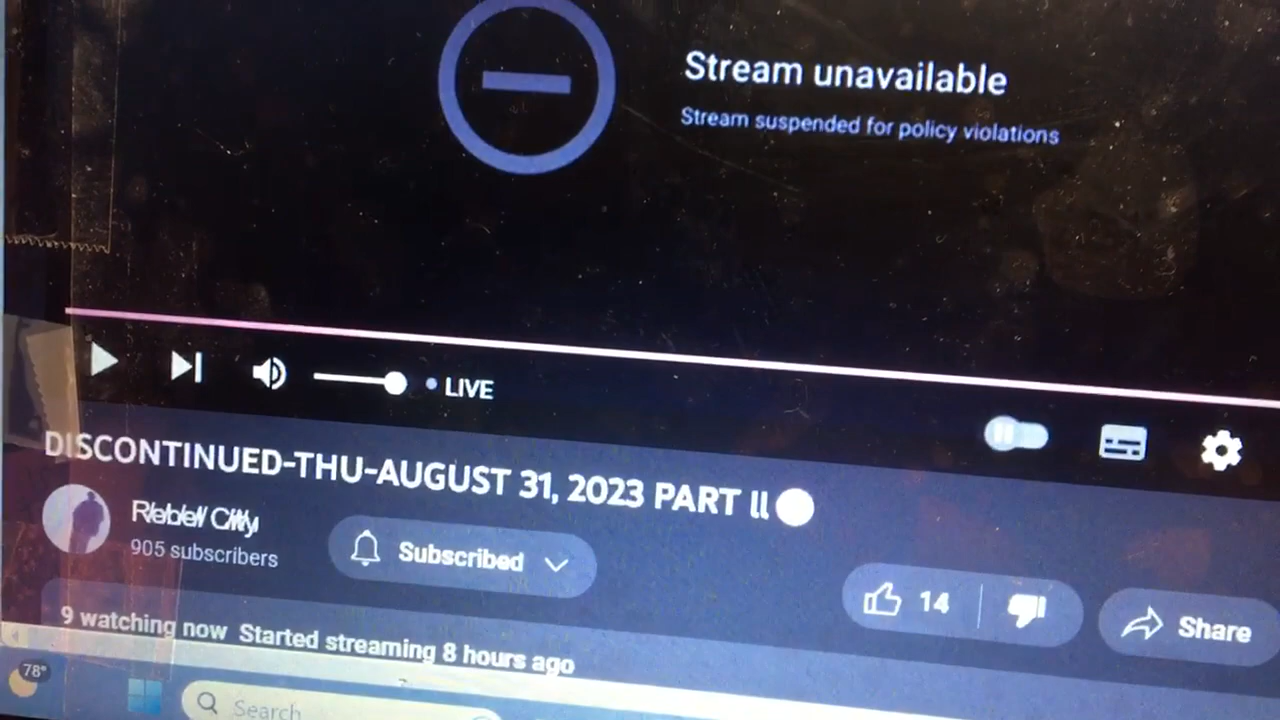 Stream unavailable
Stream suspended for policy violations
LIVE
DISCONTINUED-THU-AUGUST 31, 2023 PART ll
Rebel City
905 subscribers
Subscribed
14
Share
9 watching now Started streaming 8 hours ago
78°
Search